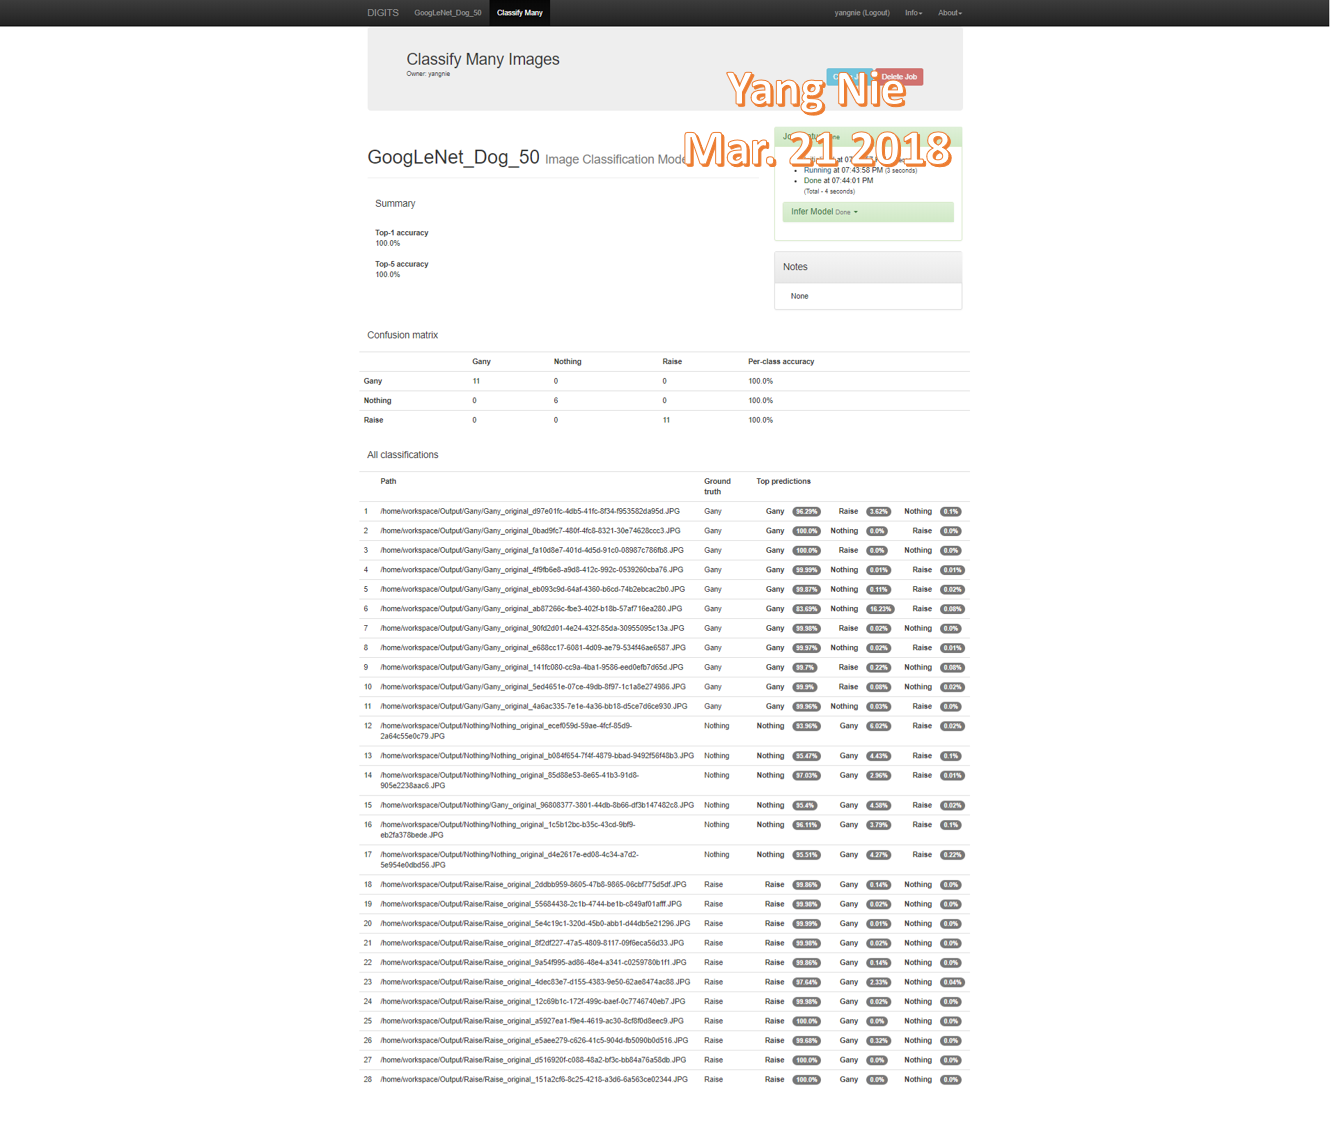 DIGITS GoogLeNet_Dog_50 Classify Many yangnie (Logout) Info About
Classify Many Images
Owner: yangnie
Delete Job
Yang Nie
Mar. 21 2018
GoogLeNet_Dog_50 Image Classification Model
Running at 07:43:58 PM (3 seconds)
Done at 07:44:01 PM
(Total - 4 seconds)
Infer Model Done
Notes
None
Summary
Top-1 accuracy
100.0%
Top-5 accuracy
100.0%
Confusion matrix
Gany Nothing Raise Per-class accuracy
Gany 11 0 0 100.0%
Nothing 0 6 0 100.0%
Raise 0 0 11 100.0%
All classifications
Path Ground truth Top predictions
1 /home/workspace/Output/Gany/Gany_original_d97e01fc-4db5-41fc-8f34-f953582da95d.JPG Gany Gany 96.29% Raise 3.62% Nothing 0.1%
2 /home/workspace/Output/Gany/Gany_original_0bad9fc7-480f-4fc8-8321-30e74628ccc3.JPG Gany Gany 100.0% Nothing 0.0% Raise 0.0%
3 /home/workspace/Output/Gany/Gany_original_fa10d8e7-401d-4d5d-91c0-08987c786fb8.JPG Gany Gany 100.0% Raise 0.0% Nothing 0.0%
4 /home/workspace/Output/Gany/Gany_original_4f9fb6e8-a9d8-412c-992c-0539260cba76.JPG Gany Gany 99.99% Nothing 0.01% Raise 0.01%
5 /home/workspace/Output/Gany/Gany_original_eb093c9d-64af-4360-b6cd-74b2ebcac2b0.JPG Gany Gany 99.87% Nothing 0.11% Raise 0.02%
6 /home/workspace/Output/Gany/Gany_original_ab87266c-fbe3-402f-b18b-57af716ea280.JPG Gany Gany 83.69% Nothing 16.23% Raise 0.08%
7 /home/workspace/Output/Gany/Gany_original_90fd2d01-4e24-432f-85da-30955095c13a.JPG Gany Gany 99.98% Raise 0.02% Nothing 0.0%
8 /home/workspace/Output/Gany/Gany_original_e688cc17-6081-4d09-ae79-534f46ae6587.JPG Gany Gany 99.97% Nothing 0.02% Raise 0.01%
9 /home/workspace/Output/Gany/Gany_original_141fc080-cc9a-4ba1-9586-eed0efb7d65d.JPG Gany Gany 99.7% Raise 0.22% Nothing 0.08%
10 /home/workspace/Output/Gany/Gany_original_5ed4651e-07ce-49db-8f97-1c1a8e274986.JPG Gany Gany 99.9% Raise 0.08% Nothing 0.02%
11 /home/workspace/Output/Gany/Gany_original_4a6ac335-7e1e-4a36-bb18-d5ce7d6ce930.JPG Gany Gany 99.96% Nothing 0.03% Raise 0.0%
12 /home/workspace/Output/Nothing/Nothing_original_ecef059d-59ae-4fcf-85d9-2a64c55e0c79.JPG Nothing Nothing 93.96% Gany 6.02% Raise 0.02%
13 /home/workspace/Output/Nothing/Nothing_original_b084f654-7f4f-4879-bbad-9492f56f48b3.JPG Nothing Nothing 95.47% Gany 4.43% Raise 0.1%
14 /home/workspace/Output/Nothing/Nothing_original_85d88e53-8e65-41b3-91d8-905e2238aac6.JPG Nothing Nothing 97.03% Gany 2.96% Raise 0.01%
15 /home/workspace/Output/Nothing/Gany_original_96808377-3801-44db-8b66-df3b147482c8.JPG Nothing Nothing 95.4% Gany 4.58% Raise 0.02%
16 /home/workspace/Output/Nothing/Nothing_original_1c5b12bc-b35c-43cd-9bf9-eb2fa378bede.JPG Nothing Nothing 96.11% Gany 3.79% Raise 0.1%
17 /home/workspace/Output/Nothing/Nothing_original_d4e2617e-ed08-4c34-a7d2-5e954e0dbd56.JPG Nothing Nothing 95.51% Gany 4.27% Raise 0.22%
18 /home/workspace/Output/Raise/Raise_original_2ddbb959-8605-47b8-9865-06cbf775d5df.JPG Raise Raise 99.86% Gany 0.14% Nothing 0.0%
19 /home/workspace/Output/Raise/Raise_original_55684438-2c1b-4744-be1b-c849af01afff.JPG Raise Raise 99.98% Gany 0.02% Nothing 0.0%
20 /home/workspace/Output/Raise/Raise_original_5e4c19c1-320d-45b0-abb1-d44db5e21296.JPG Raise Raise 99.99% Gany 0.01% Nothing 0.0%
21 /home/workspace/Output/Raise/Raise_original_8f2df227-47a5-4809-8117-09f6eca56d33.JPG Raise Raise 99.98% Gany 0.02% Nothing 0.0%
22 /home/workspace/Output/Raise/Raise_original_9a54f995-ad86-48e4-a341-c0259780b1f1.JPG Raise Raise 99.86% Gany 0.14% Nothing 0.0%
23 /home/workspace/Output/Raise/Raise_original_4dec83e7-d155-4383-9e50-62ae8474ac88.JPG Raise Raise 97.64% Gany 2.33% Nothing 0.04%
24 /home/workspace/Output/Raise/Raise_original_12c69b1c-172f-499c-baef-0c7746740eb7.JPG Raise Raise 99.98% Gany 0.02% Nothing 0.0%
25 /home/workspace/Output/Raise/Raise_original_a5927ea1-f9e4-4619-ac30-8cf8f0d8eec9.JPG Raise Raise 100.0% Gany 0.0% Nothing 0.0%
26 /home/workspace/Output/Raise/Raise_original_e5aee279-c626-41c5-904d-fb5090b0d516.JPG Raise Raise 99.68% Gany 0.32% Nothing 0.0%
27 /home/workspace/Output/Raise/Raise_original_d516920f-c088-48a2-bf3c-bb84a76a58db.JPG Raise Raise 100.0% Gany 0.0% Nothing 0.0%
28 /home/workspace/Output/Raise/Raise_original_151a2cf6-8c25-4218-a3d6-6a563ce02344.JPG Raise Raise 100.0% Gany 0.0% Nothing 0.0%